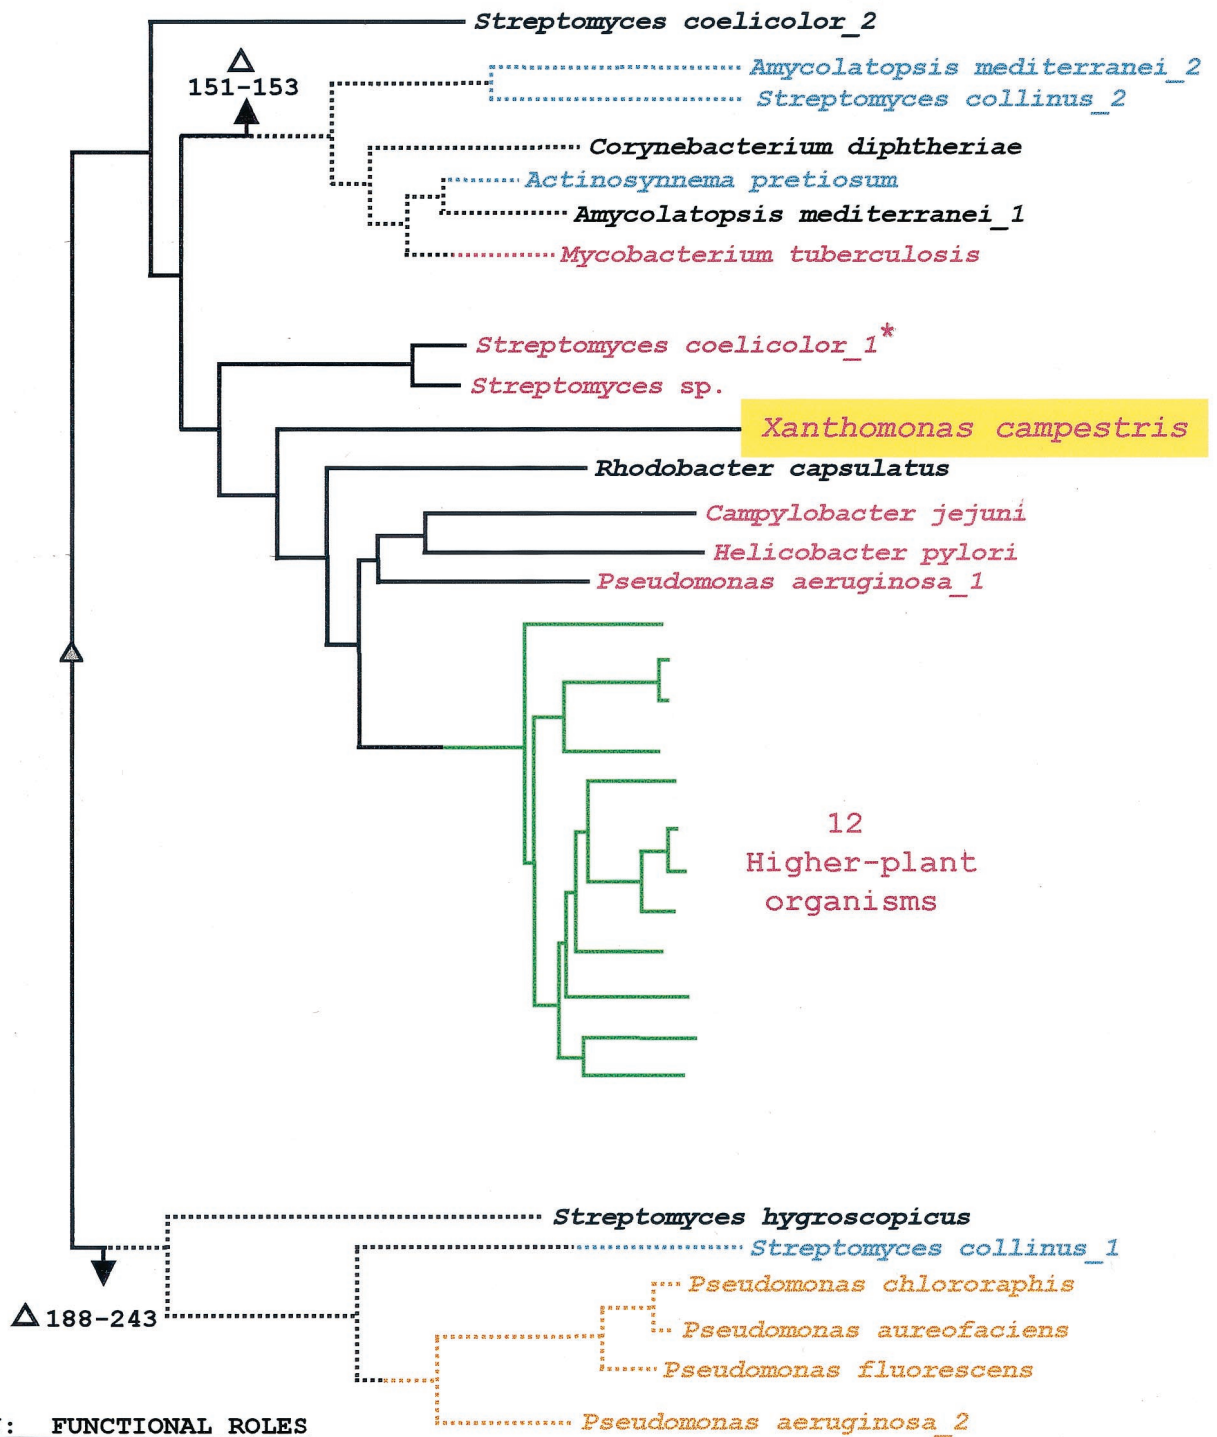 Streptomyces coelicolor_2
Amycolatopsis mediterranei_2
△
151-153
Streptomyces collinus_2
Corynebacterium diphtheriae
Actinosynnema pretiosum
Amycolatopsis mediterranei_1
Mycobacterium tuberculosis
Streptomyces coelicolor_1*
Streptomyces sp.
Xanthomonas campestris
Rhodobacter capsulatus
Campylobacter jejuni
Helicobacter pylori
Pseudomonas aeruginosa_1
12
Higher-plant
organisms
Streptomyces hygroscopicus
Streptomyces collinus_1
Pseudomonas chlororaphis
△ 188-243
Pseudomonas aureofaciens
Pseudomonas fluorescens
Pseudomonas aeruginosa_2
: FUNCTIONAL ROLES